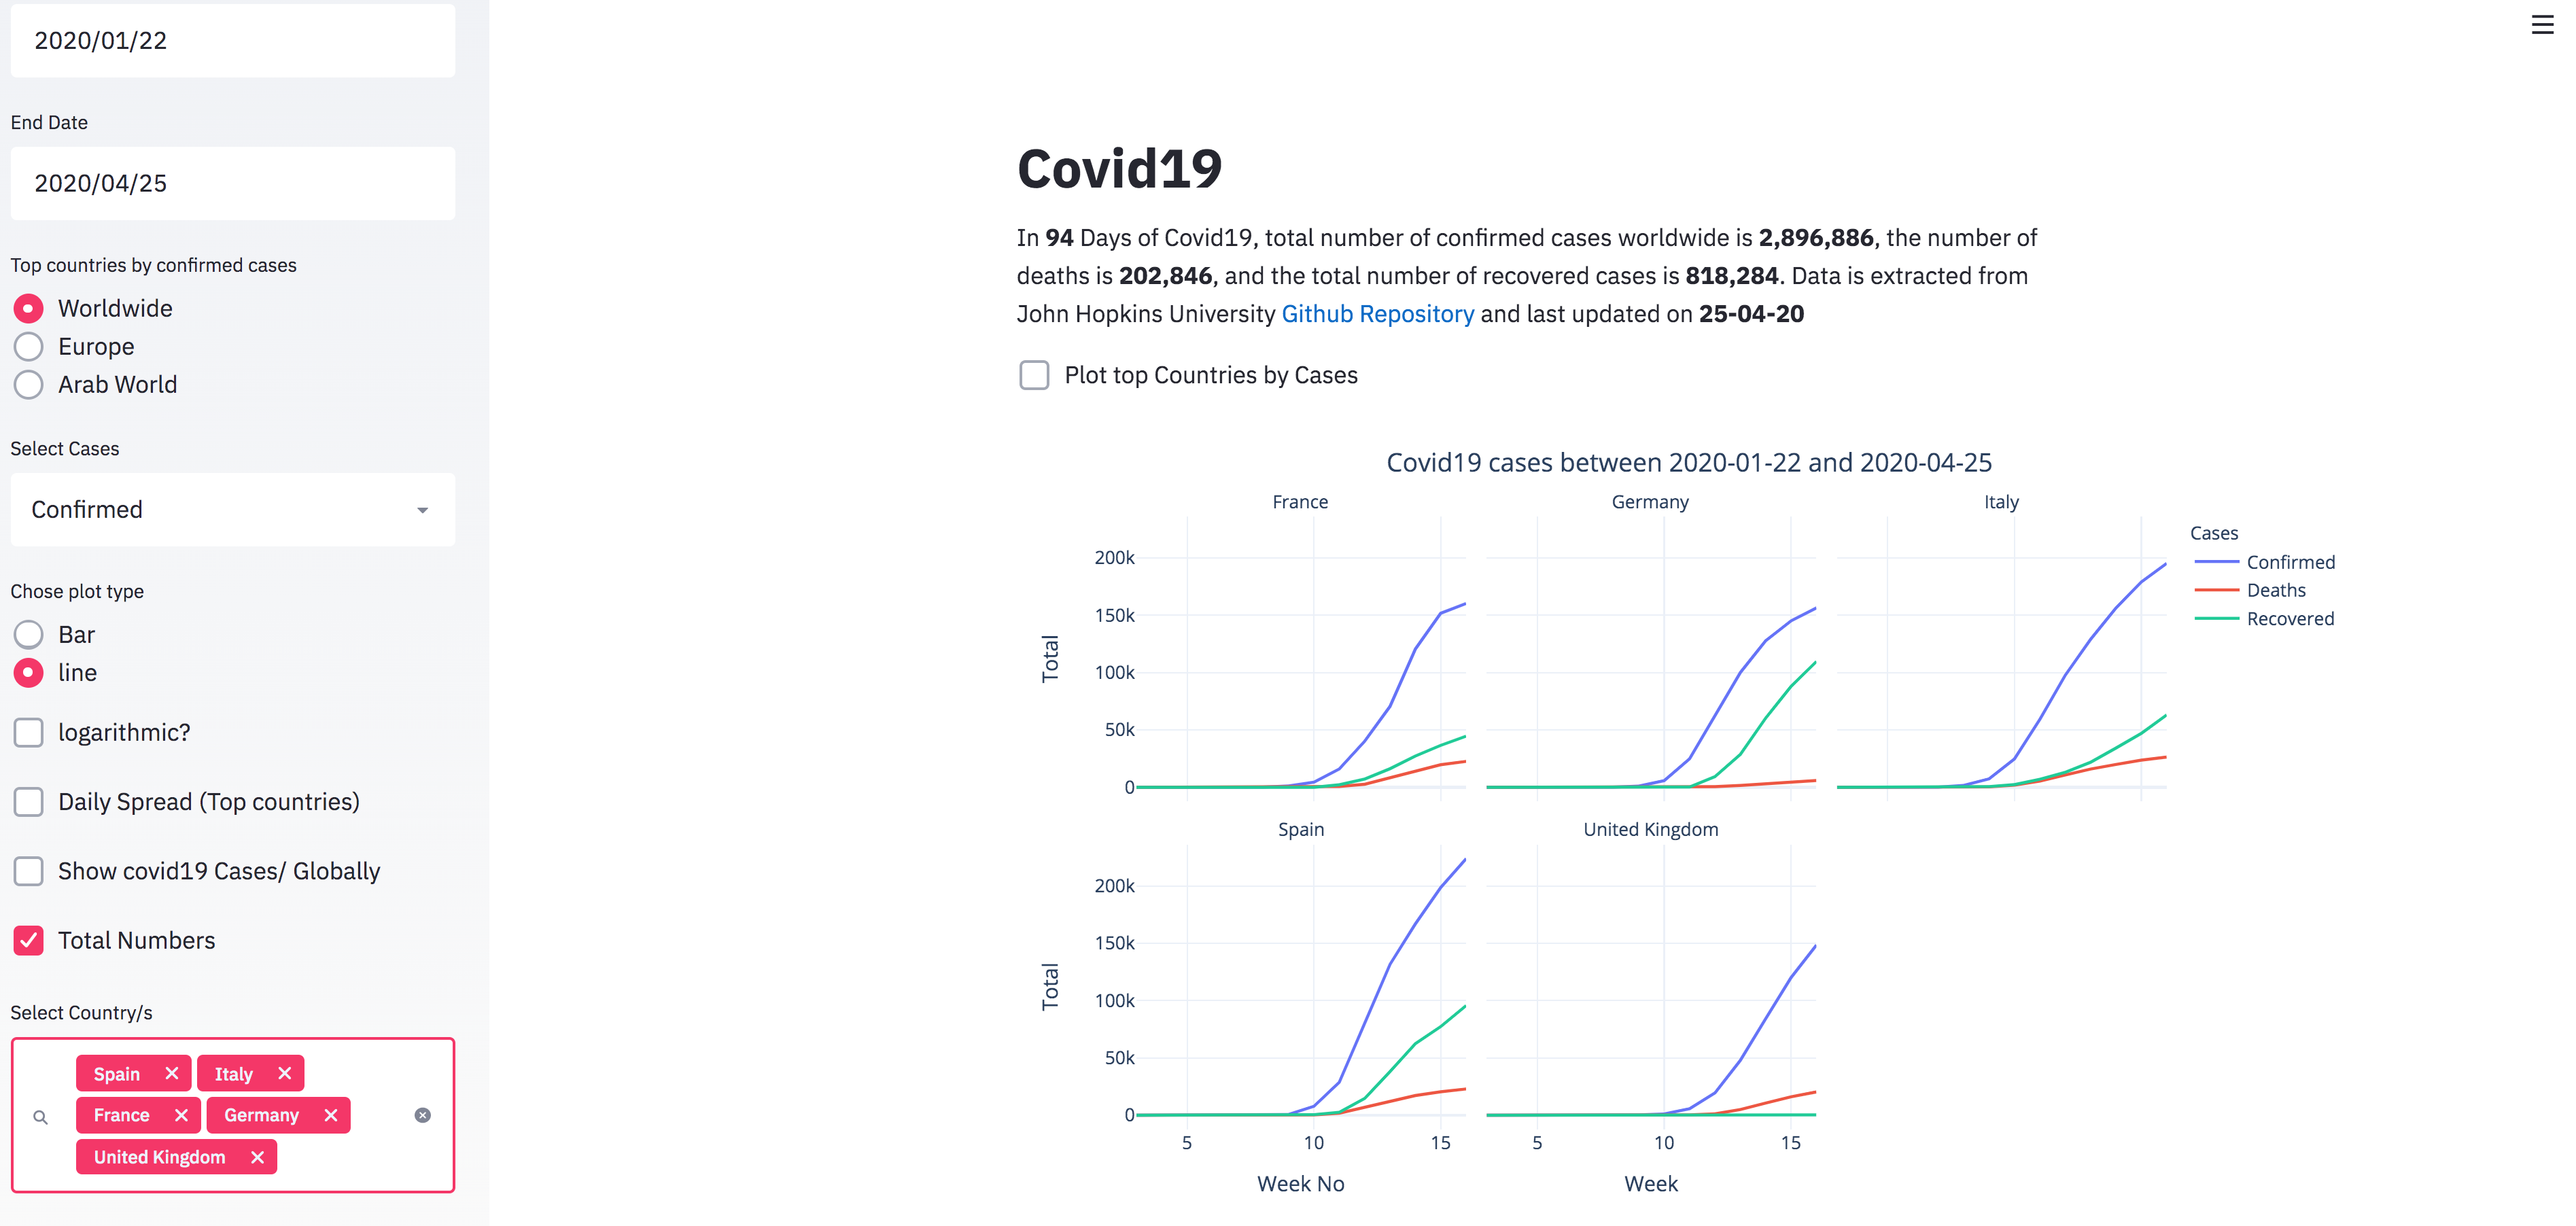 2020/01/22
End Date
2020/04/25
Top countries by confirmed cases
Worldwide
Europe
Arab World
Select Cases
Confirmed
Chose plot type
Bar
line
logarithmic?
Daily Spread (Top countries)
Show covid19 Cases/ Globally
Total Numbers
Select Country/s
Spain
Italy
France
Germany
United Kingdom
Covid19
In 94 Days of Covid19, total number of confirmed cases worldwide is 2,896,886, the number of
deaths is 202,846, and the total number of recovered cases is 818,284. Data is extracted from
John Hopkins University Github Repository and last updated on 25-04-20
Plot top Countries by Cases
Covid19 cases between 2020-01-22 and 2020-04-25
France
Germany
Italy
Cases
Confirmed
Deaths
Recovered
200k
150k
100k
50k
0
Total
Spain
United Kingdom
200k
150k
100k
50k
0
Total
5
10
15
5
10
15
Week No
Week